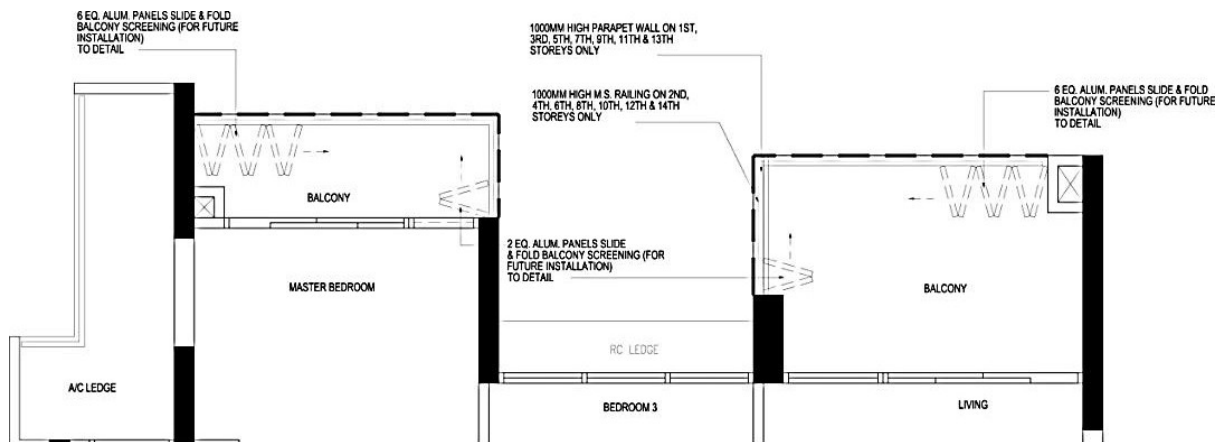 6 EQ. ALUM. PANELS SLIDE & FOLD
BALCONY SCREENING (FOR FUTURE
INSTALLATION)
TO DETAIL
1000MM HIGH PARAPET WALL ON 1ST,
3RD, 5TH, 7TH, 9TH, 11TH & 13TH
STOREYS ONLY
1000MM HIGH M.S. RAILING ON 2ND,
4TH, 6TH, 8TH, 10TH, 12TH & 14TH
STOREYS ONLY
6 EQ. ALUM. PANELS SLIDE & FOLD
BALCONY SCREENING (FOR FUTURE
INSTALLATION)
TO DETAIL
BALCONY
2 EQ. ALUM. PANELS SLIDE
& FOLD BALCONY SCREENING (FOR
FUTURE INSTALLATION)
TO DETAIL
MASTER BEDROOM
BALCONY
RC LEDGE
A/C LEDGE
BEDROOM 3
LIVING